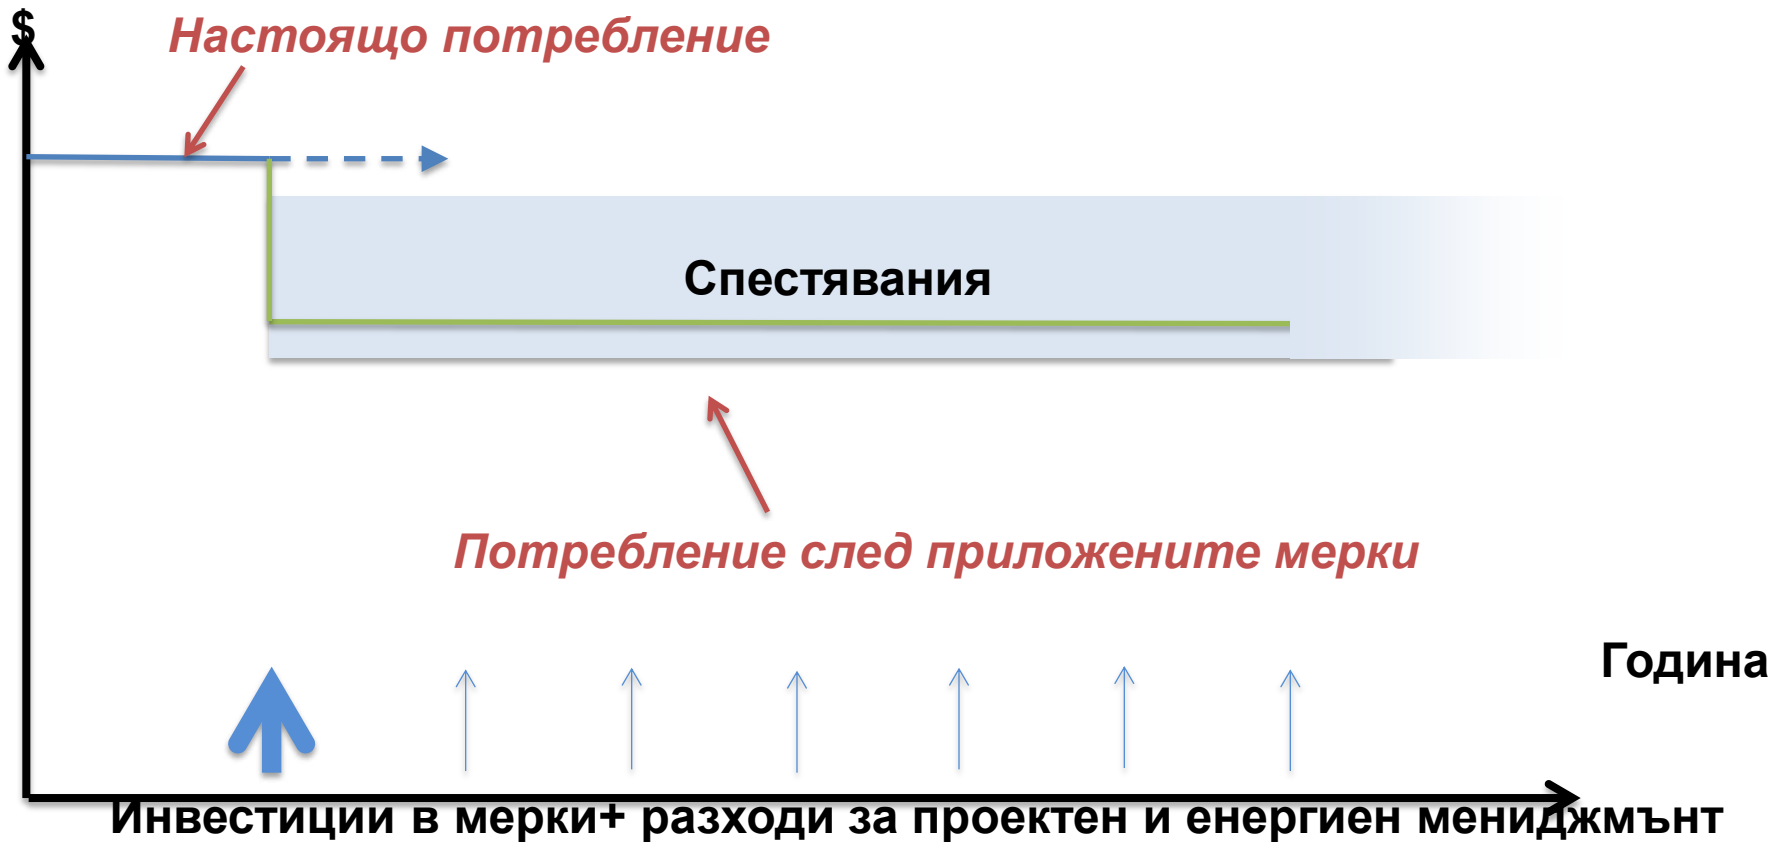 $
Настоящо потребление
Спестявания
Потребление след приложените мерки
Година
Инвестиции в мерки+ разходи за проектен и енергиен мениджмънт